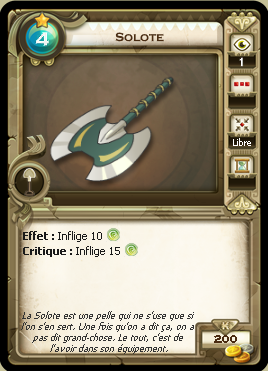 4
Solote
1
Libre
Effet : Inflige 10
Critique : Inflige 15
La Solote est une pelle qui ne s'use que si
l'on s'en sert. Une fois qu'on a dit ça, on a
pas dit grand-chose. Le tout, c'est de
l'avoir dans son équipement.
K
200